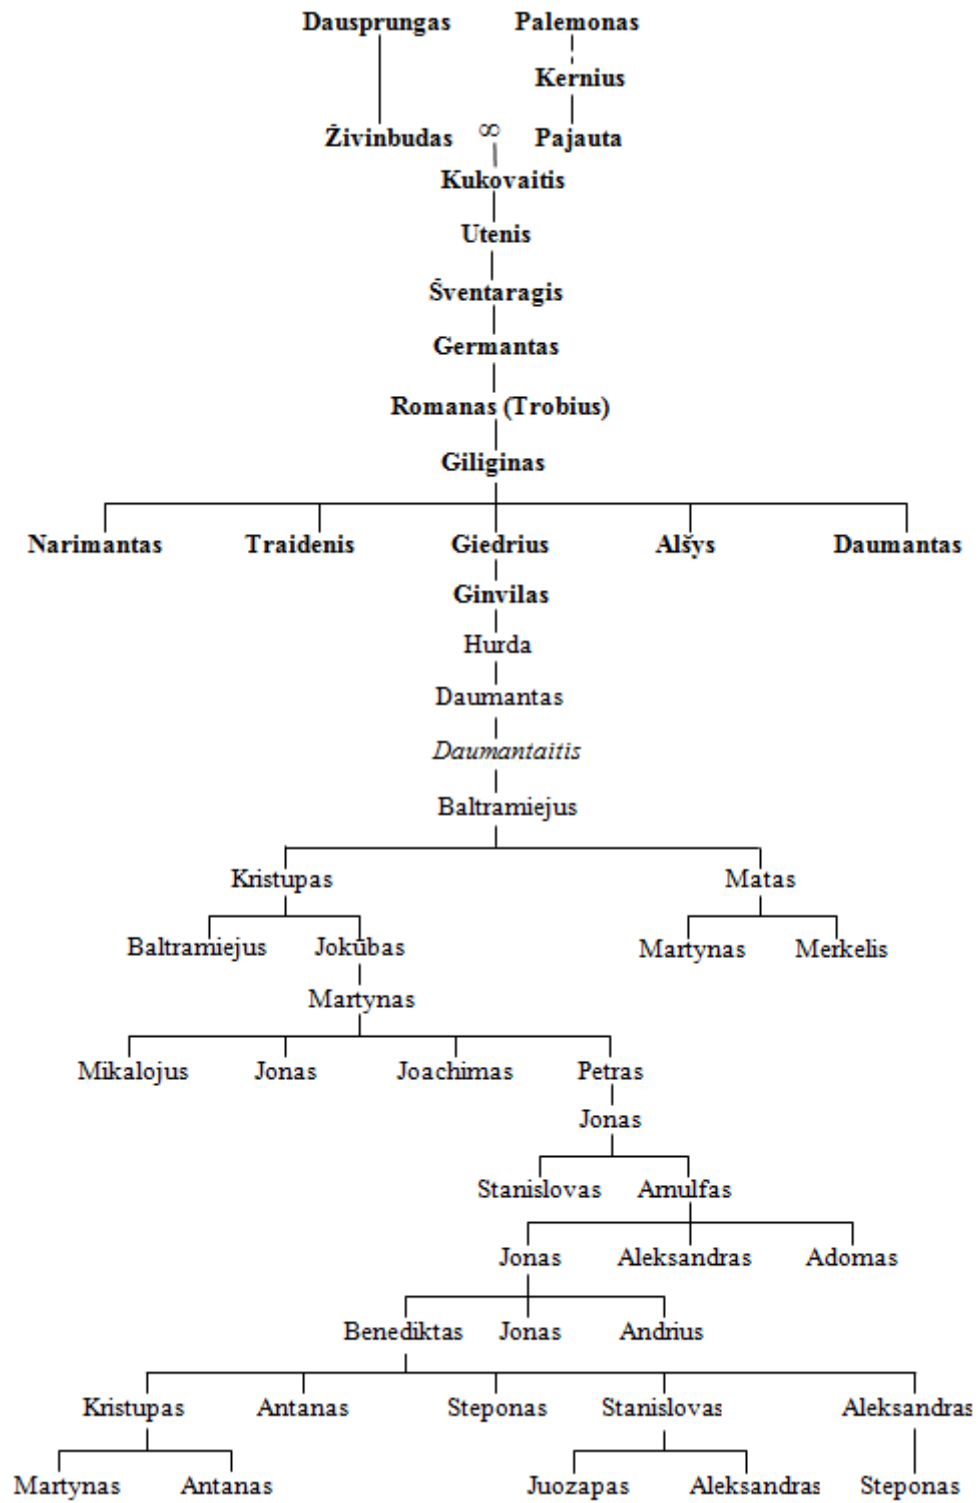 Dausprungas Palemonas
Kernius
Živinbudas ∞ Pajauta
Kukovaitis
Utenis
Šventaragis
Germantas
Romanas (Trobius)
Giliginas
Narimantas Traidenis Giedrius Alšys Daumantas
Ginvilas
Hurda
Daumantas
Daumantaitis
Baltramiejus
Kristupas Matas
Baltramiejus Jokūbas Martynas Merkelis
Martynas
Mikalojus Jonas Joachimas Petras
Jonas
Stanislovas Arnulfas
Jonas Aleksandras Adomas
Benediktas Jonas Andrius
Kristupas Antanas Steponas Stanislovas Aleksandras
Martynas Antanas Juozapas Aleksandras Steponas